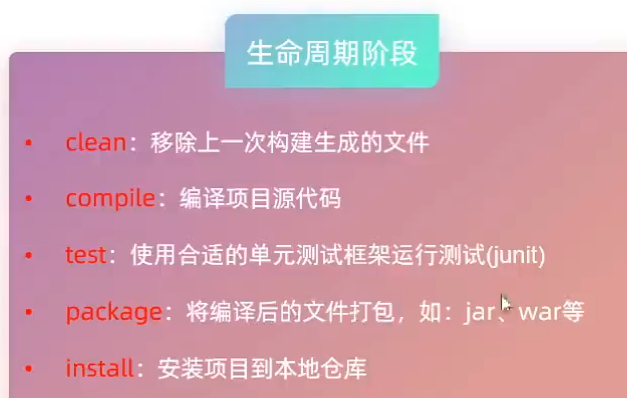 生命周期阶段
• clean：移除上一次构建生成的文件
• compile：编译项目源代码
• test：使用合适的单元测试框架运行测试(junit)
• package：将编译后的文件打包，如：jar、war等
• install：安装项目到本地仓库